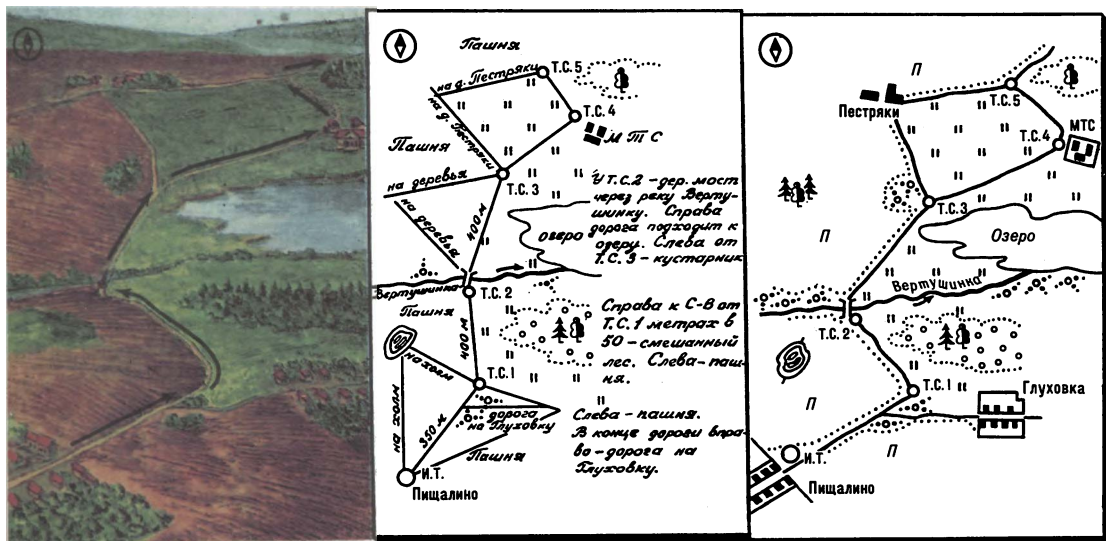 Пашня
на д. Пестряки
Т.С.5
на д. Пестряки
Т.С.4
МТС
Пашня
на деревья
Т.С.3
на деревья
400 м
У Т.С.2 – дер. мост
через реку Верту-
шинку. Справа
дорога подходит к
озеру. Слева от
Т.С.3 – кустарник
озеро
Вертушинка
Т.С.2
Пашня
400 м
Справа к С-В от
Т.С.1 метрах в
50 – смешанный
лес. Слева – паш-
ня.
на холм
Т.С.1
на холм
350 м
дорога
на Глуховку
Слева – пашня.
В конце дороги впра-
во – дорога на
Глуховку.
Пашня
И.Т.
Пищалино
П
Пестряки
Т.С.5
Т.С.4
МТС
Т.С.3
П
Озеро
Вертушинка
Т.С.2
Т.С.1
Глуховка
П
П
И.Т.
Пищалино